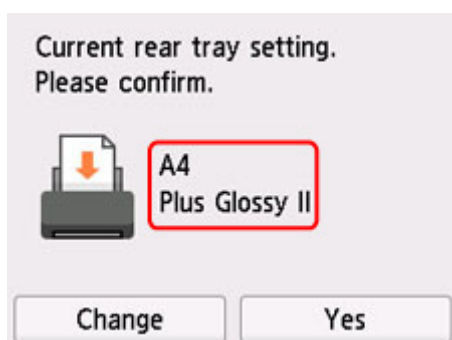 Current rear tray setting.
Please confirm.
A4
Plus Glossy II
Change
Yes